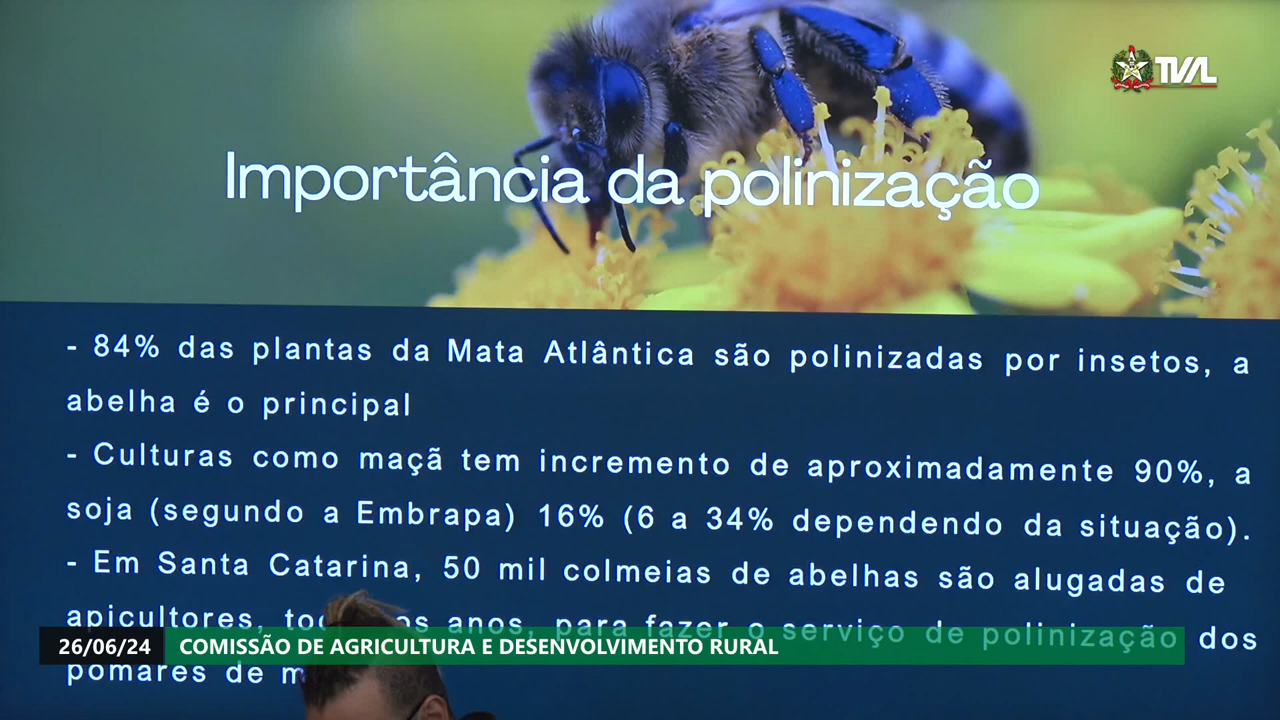 TVAL
Importância da polinização
- 84% das plantas da Mata Atlântica são polinizadas por insetos, a
abelha é o principal
- Culturas como maçã tem incremento de aproximadamente 90%, a
soja (segundo a Embrapa) 16% (6 a 34% dependendo da situação).
- Em Santa Catarina, 50 mil colmeias de abelhas são alugadas de
apicultores, anos, para fazer o serviço de polinização dos
26/06/24 COMISSÃO DE AGRICULTURA E DESENVOLVIMENTO RURAL
pomares de